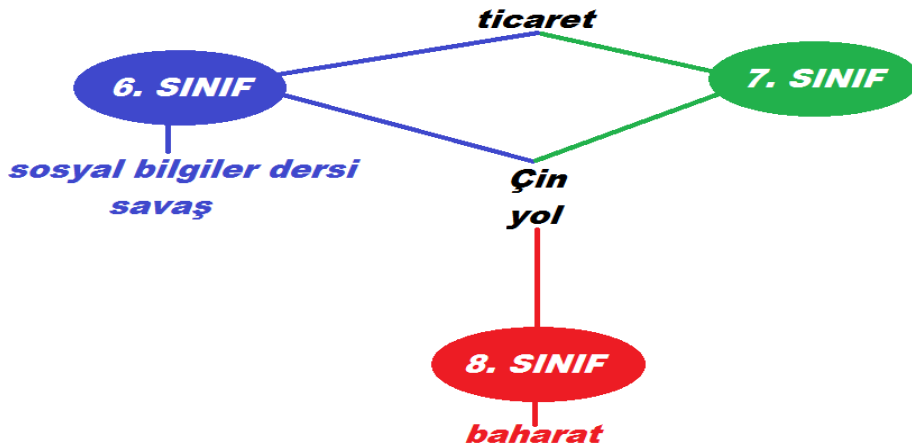 ticaret
6. SINIF
7. SINIF
sosyal bilgiler dersi
savaş
Çin
yol
8. SINIF
baharat